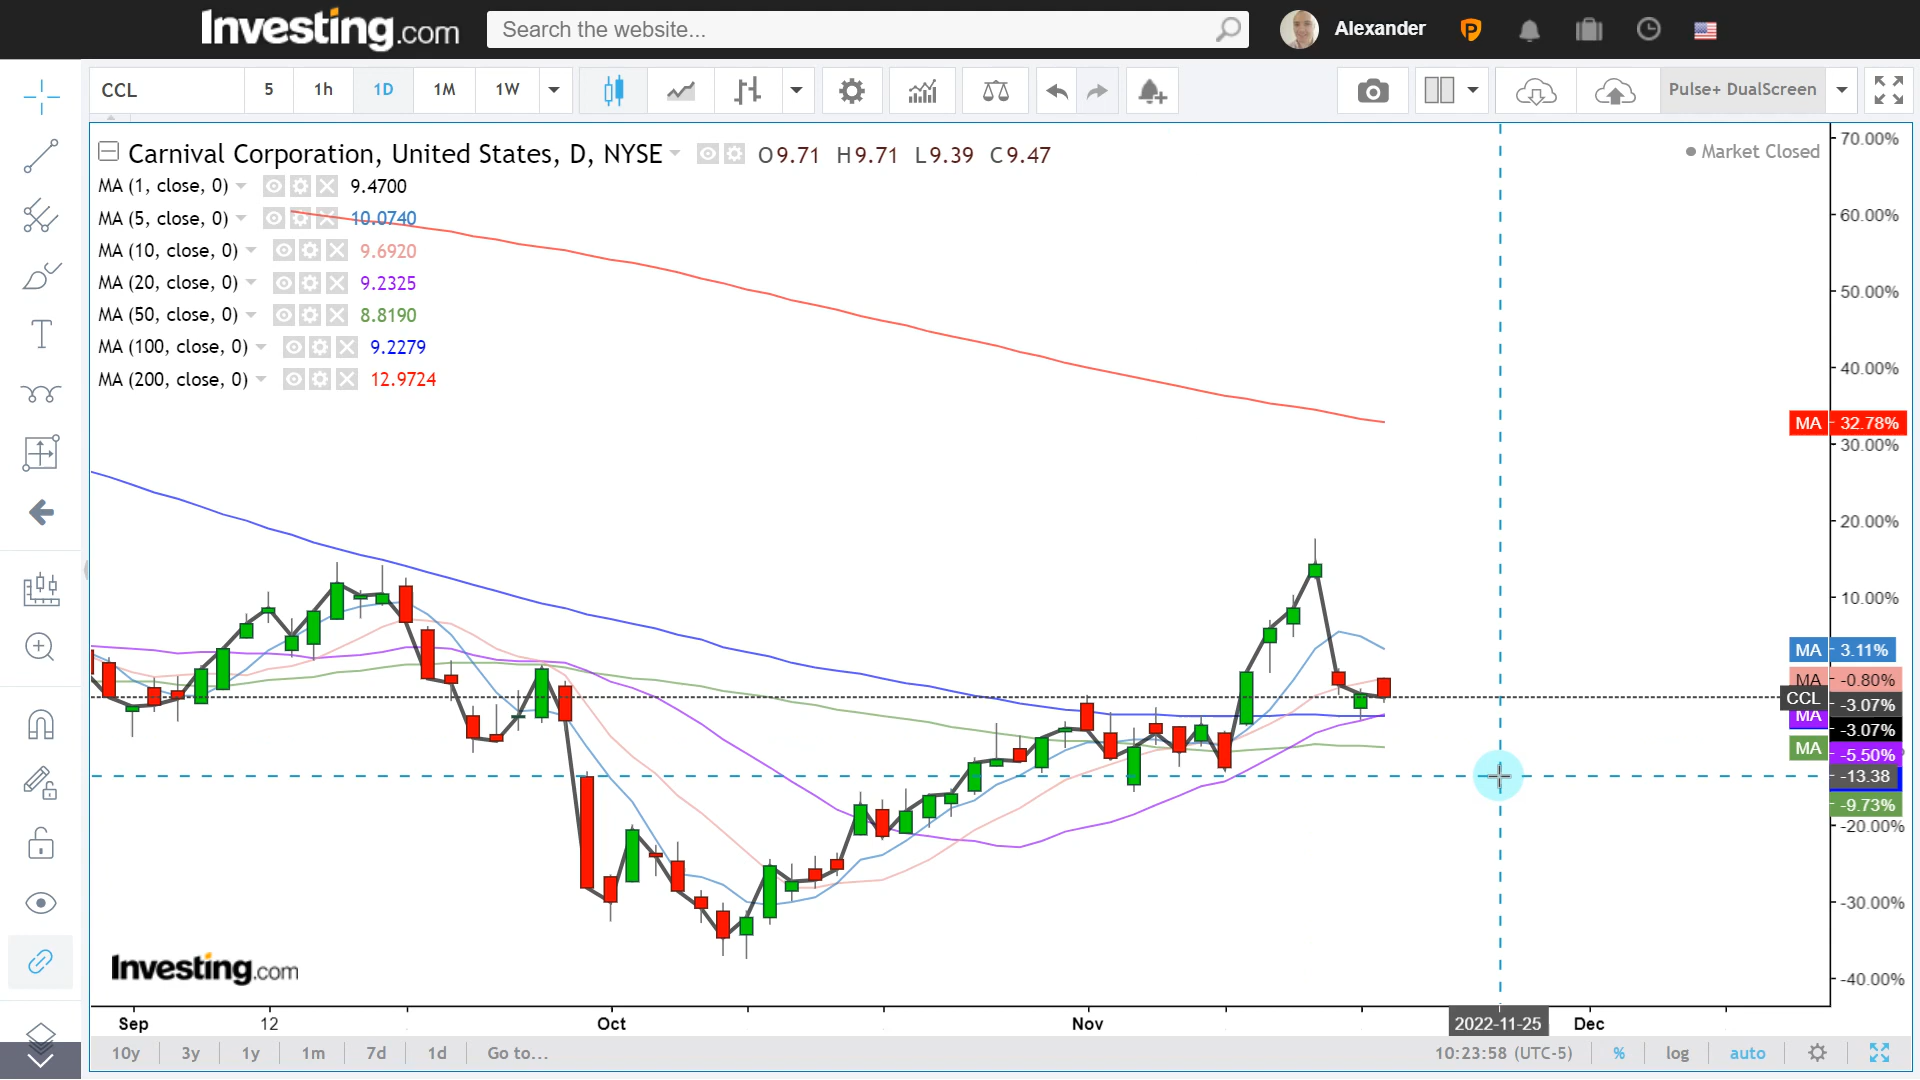 Investing.com
Search the website...
Alexander
CCL
5
1h
1D
1M
1W
Pulse+ DualScreen
Carnival Corporation, United States, D, NYSE
O9.71 H9.71 L9.39 C9.47
Market Closed
MA (1, close, 0) 9.4700
MA (5, close, 0) 10.0740
MA (10, close, 0) 9.6920
MA (20, close, 0) 9.2325
MA (50, close, 0) 8.8190
MA (100, close, 0) 9.2279
MA (200, close, 0) 12.9724
70.00%
60.00%
50.00%
40.00%
MA 32.78%
30.00%
20.00%
10.00%
MA 3.11%
MA -0.80%
CCL -3.07%
MA
-3.07%
MA -5.50%
-13.38
-9.73%
-20.00%
-30.00%
-40.00%
Investing.com
Sep
12
Oct
Nov
2022-11-25
Dec
10y
3y
1y
1m
7d
1d
Go to...
10:23:58 (UTC-5)
%
log
auto